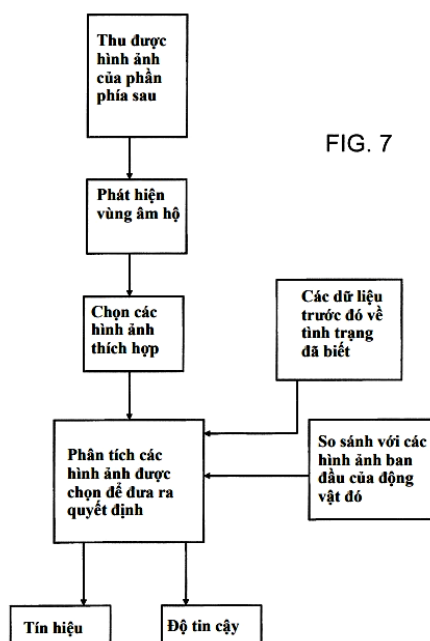 Thu được
hình ảnh
của phần
phía sau
FIG. 7
Phát hiện
vùng âm hộ
Chọn các
hình ảnh
thích hợp
Các dữ liệu
trước đó về
tình trạng
đã biết
Phân tích các
hình ảnh được
chọn để đưa ra
quyết định
So sánh với các
hình ảnh ban
đầu của động
vật đó
Tín hiệu
Độ tin cậy